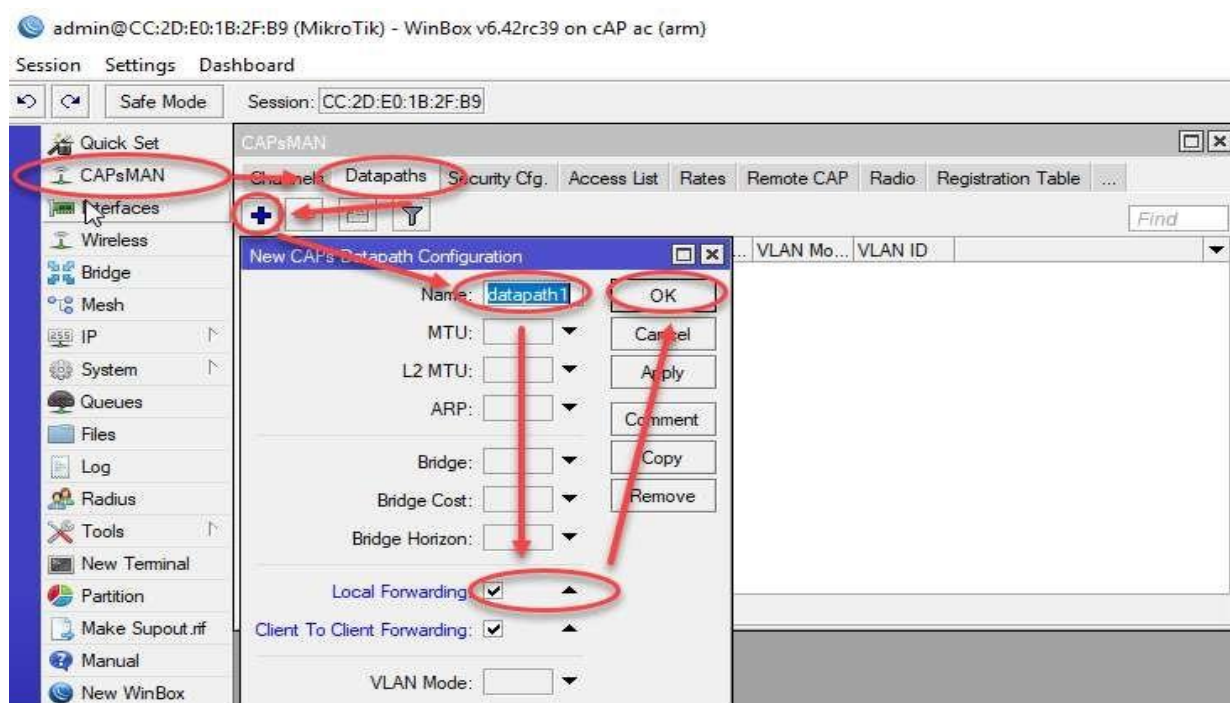 admin@CC:2D:E0:1B:2F:B9 (MikroTik) - WinBox v6.42rc39 on cAP ac (arm)
Session Settings Dashboard
Safe Mode Session: CC:2D:E0:1B:2F:B9
Quick Set
CAPsMAN
Interfaces
Wireless
Bridge
Mesh
IP
System
Queues
Files
Log
Radius
Tools
New Terminal
Partition
Make Supout.rif
Manual
New WinBox
CAPsMAN
Channels Datapaths Security Cfg. Access List Rates Remote CAP Radio Registration Table ...
Find
... VLAN Mo... VLAN ID
New CAPs Datapath Configuration
Name: datapath1
MTU:
L2 MTU:
ARP:
Bridge:
Bridge Cost:
Bridge Horizon:
Local Forwarding:
Client To Client Forwarding:
VLAN Mode:
OK
Cancel
Apply
Comment
Copy
Remove